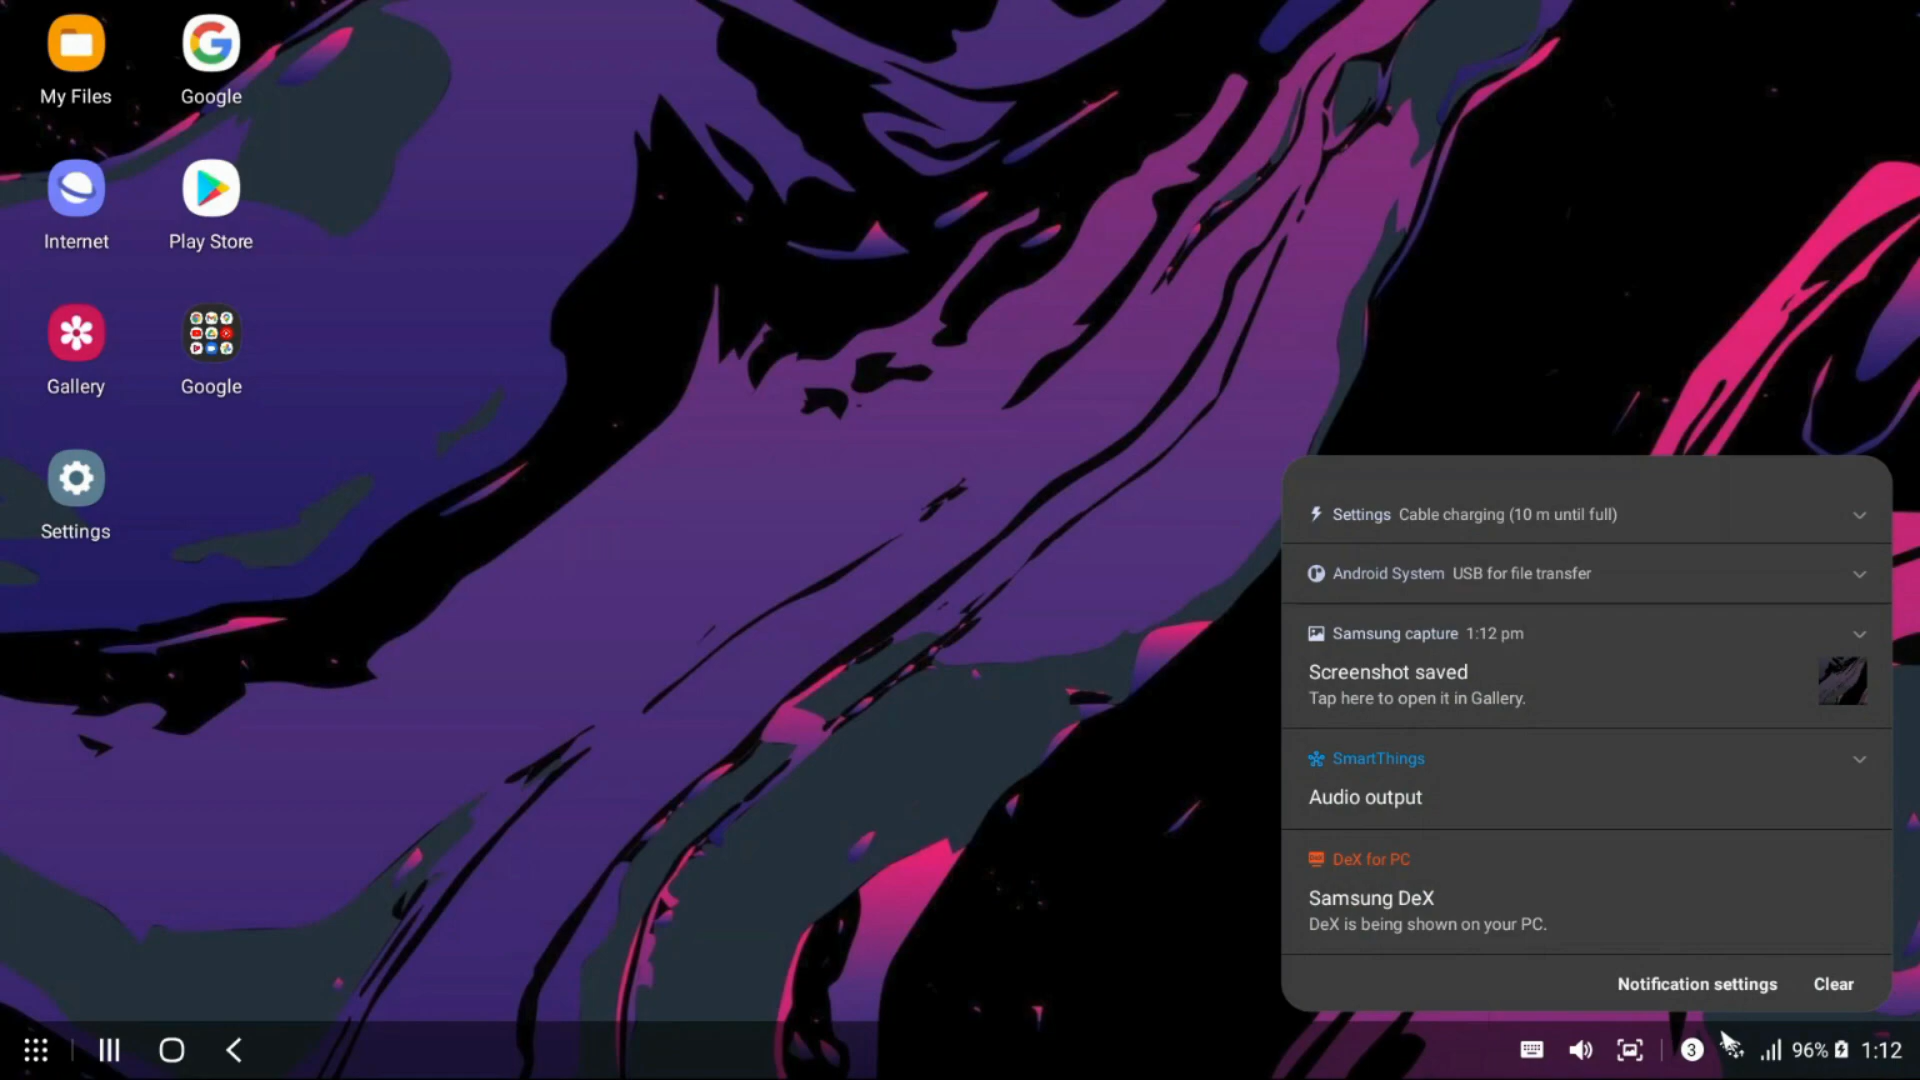 My Files
Google
Internet
Play Store
Gallery
Google
Settings
Settings Cable charging (10 m until full)
Android System USB for file transfer
Samsung capture 1:12 pm
Screenshot saved
Tap here to open it in Gallery.
SmartThings
Audio output
DeX for PC
Samsung DeX
DeX is being shown on your PC.
Notification settings Clear
3 96% 1:12